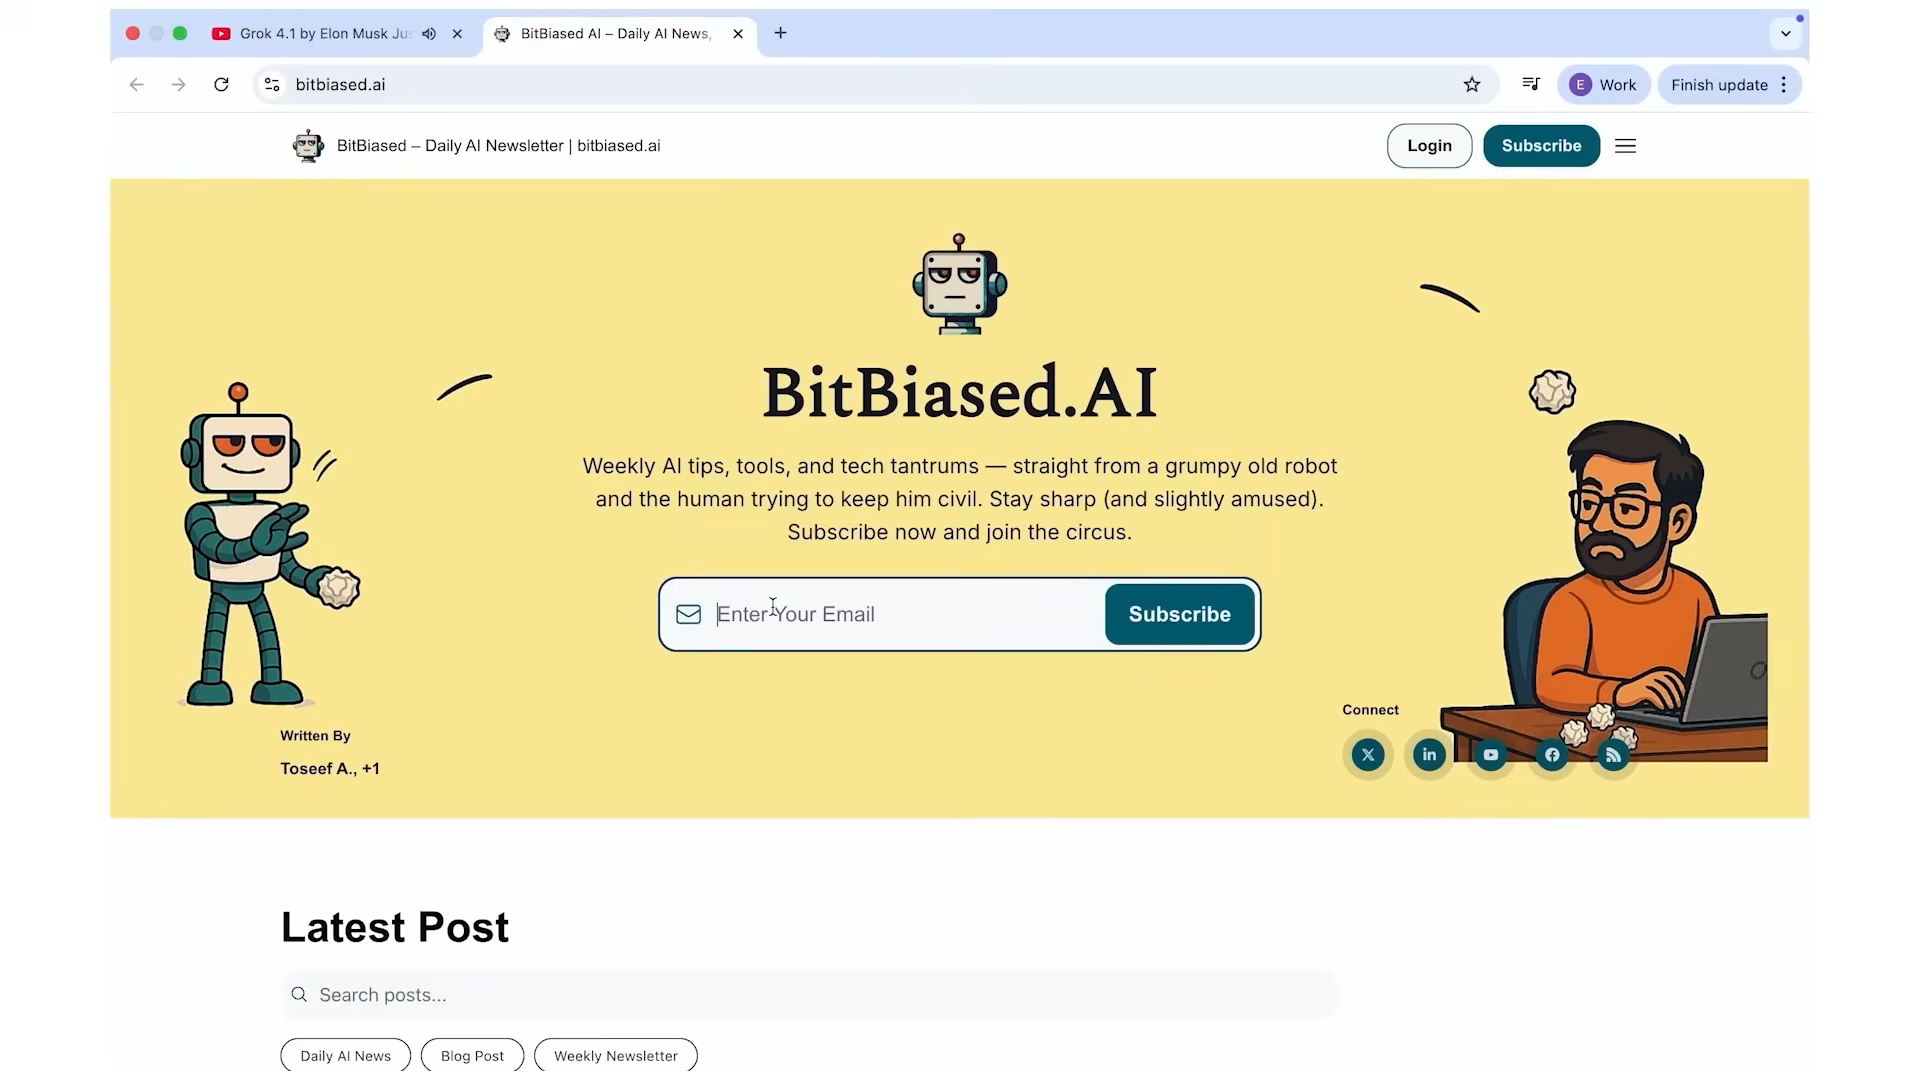 Grok 4.1 by Elon Musk Jus
BitBiased AI – Daily AI News,
bitbiased.ai
E Work
Finish update
BitBiased – Daily AI Newsletter | bitbiased.ai
Login
Subscribe
BitBiased.AI
Weekly AI tips, tools, and tech tantrums — straight from a grumpy old robot
and the human trying to keep him civil. Stay sharp (and slightly amused).
Subscribe now and join the circus.
Enter Your Email
Subscribe
Written By
Toseef A., +1
Connect
Latest Post
Search posts...
Daily AI News
Blog Post
Weekly Newsletter